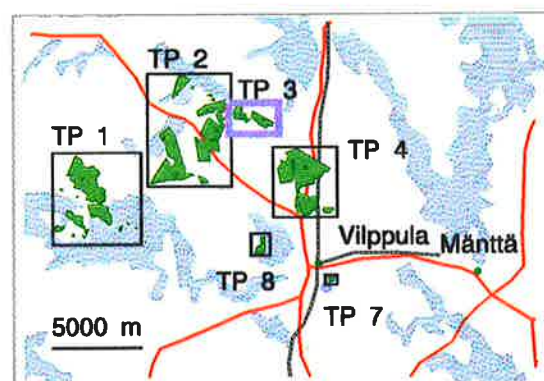 TP 2
TP 3
TP 1
TP 4
Vilppula
Mänttä
TP 8
TP 7
5000 m